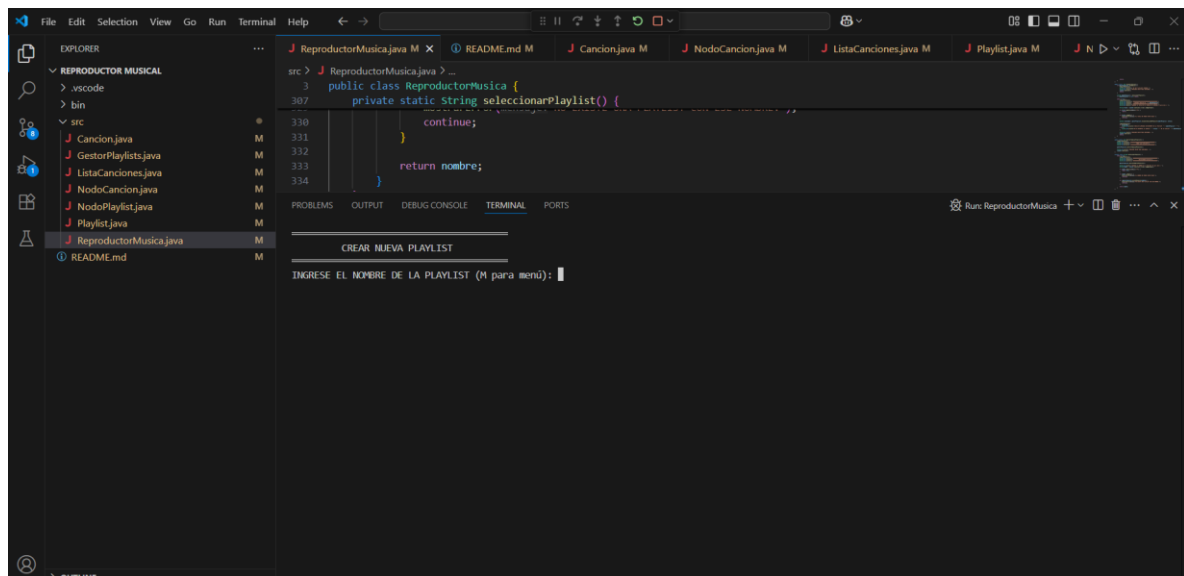 File Edit Selection View Go Run Terminal Help
EXPLORER
REPRODUCTOR MUSICAL
.vscode
bin
src
Cancion.java M
GestorPlaylists.java M
ListaCanciones.java M
NodoCancion.java M
NodoPlaylist.java M
Playlist.java M
ReproductorMusica.java M
README.md M
8
1
ReproductorMusica.java M
README.md M
Cancion.java M
NodoCancion.java M
ListaCanciones.java M
Playlist.java M
N
src > ReproductorMusica.java > ...
3 public class ReproductorMusica {
307 private static String seleccionarPlaylist() {
330 continue;
331 }
332
333 return nombre;
334 }
PROBLEMS OUTPUT DEBUG CONSOLE TERMINAL PORTS
Run: ReproductorMusica
CREAR NUEVA PLAYLIST
INGRESE EL NOMBRE DE LA PLAYLIST (M para menú):